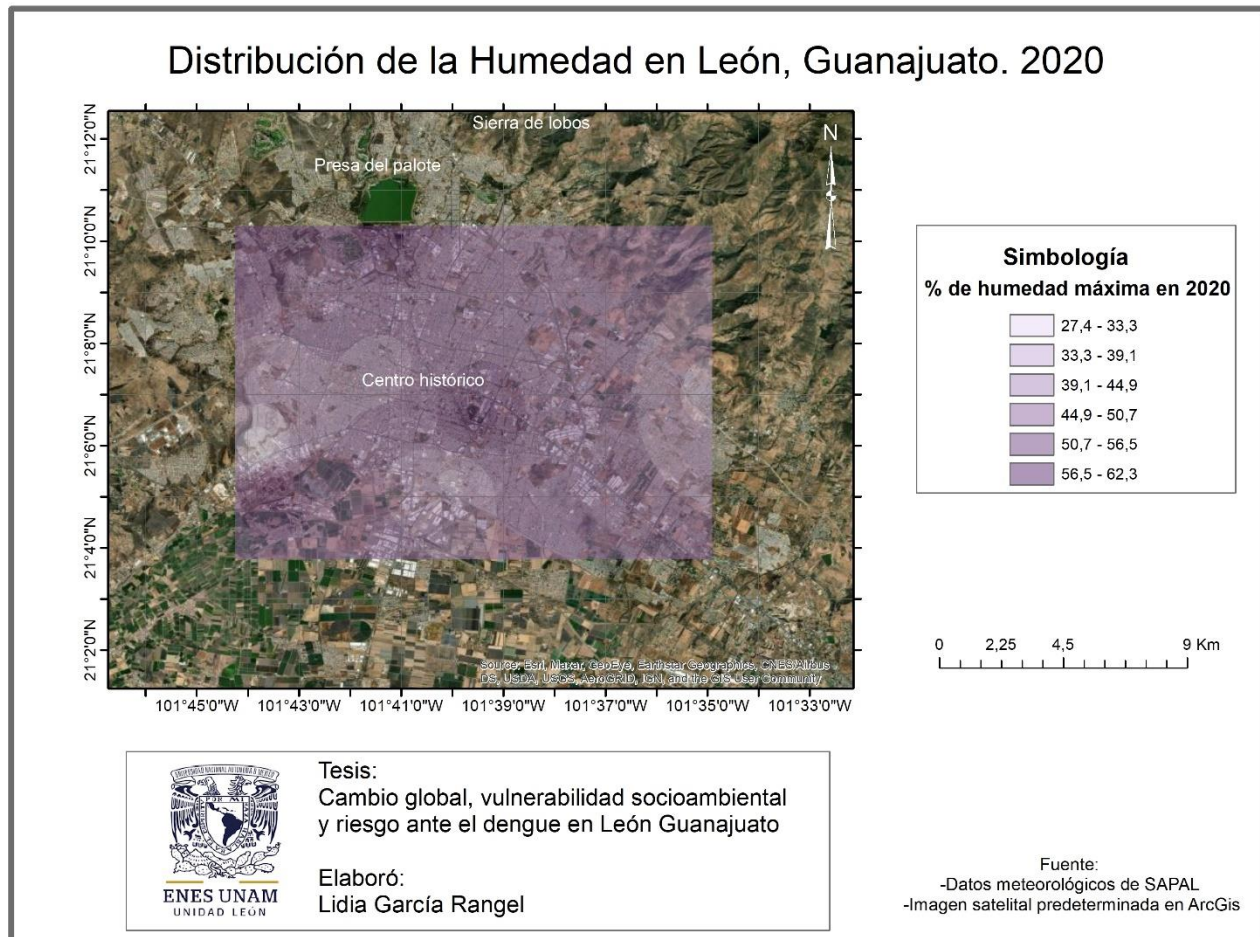 Distribución de la Humedad en León, Guanajuato. 2020
21°12'0"N
21°10'0"N
21°8'0"N
21°6'0"N
21°4'0"N
21°2'0"N
Sierra de lobos
Presa del palote
N
Centro histórico
Source: Esri, Maxar, GeoEye, Earthstar Geographics, CNES/Airbus
DS, USDA, USGS, AeroGRID, IGN, and the GIS User Community
101°45'0"W 101°43'0"W 101°41'0"W 101°39'0"W 101°37'0"W 101°35'0"W 101°33'0"W
Simbología
% de humedad máxima en 2020
27,4 - 33,3
33,3 - 39,1
39,1 - 44,9
44,9 - 50,7
50,7 - 56,5
56,5 - 62,3
0 2,25 4,5 9 Km
POR MI
ENES UNAM
UNIDAD LEÓN
Tesis:
Cambio global, vulnerabilidad socioambiental
y riesgo ante el dengue en León Guanajuato
Elaboró:
Lidia García Rangel
Fuente:
-Datos meteorológicos de SAPAL
-Imagen satelital predeterminada en ArcGis